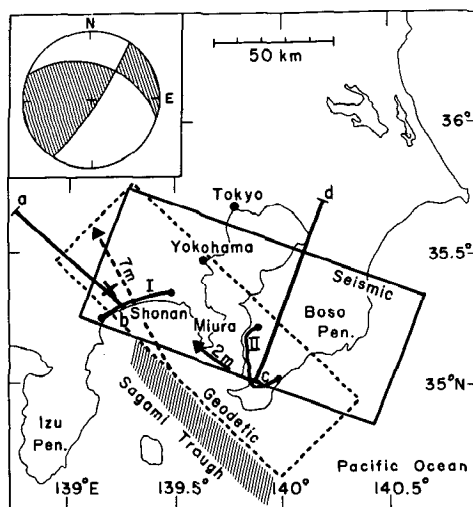 N
E
50 km
36°
a
d
Tokyo
Yokohama
35.5°
7m
Seismic
I
b
Shonan
Miura
Boso
Pen.
II
2m
c
35°N
Geodetic
Izu
Pen.
Sagami Trough
Pacific Ocean
139°E
139.5°
140°
140.5°